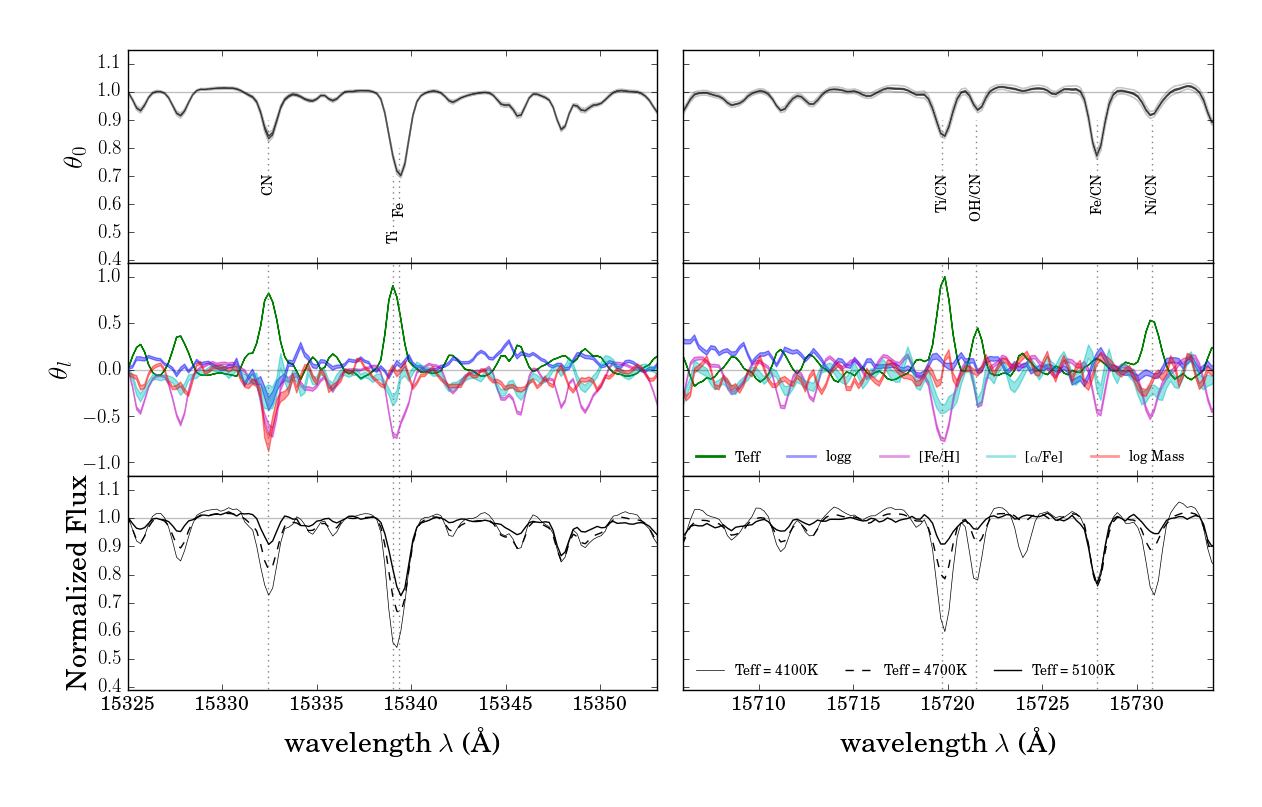 1.1
1.0
0.9
0.8
0.7
0.6
0.5
0.4
θ0
CN
Ti
Fe
Ti/CN
OH/CN
Fe/CN
Ni/CN
1.0
0.5
0.0
−0.5
−1.0
θl
Teff logg [Fe/H] [α/Fe] log Mass
1.1
1.0
0.9
0.8
0.7
0.6
0.5
0.4
Normalized Flux
Teff = 4100K Teff = 4700K Teff = 5100K
15325 15330 15335 15340 15345 15350 15710 15715 15720 15725 15730
wavelength λ (Å) wavelength λ (Å)